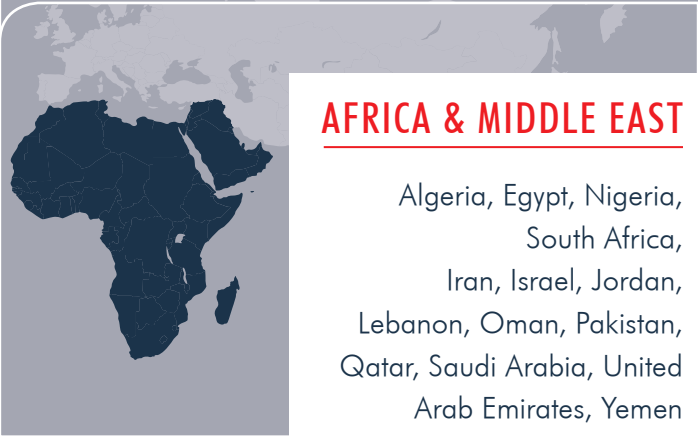 AFRICA & MIDDLE EAST
Algeria, Egypt, Nigeria,
South Africa,
Iran, Israel, Jordan,
Lebanon, Oman, Pakistan,
Qatar, Saudi Arabia, United
Arab Emirates, Yemen